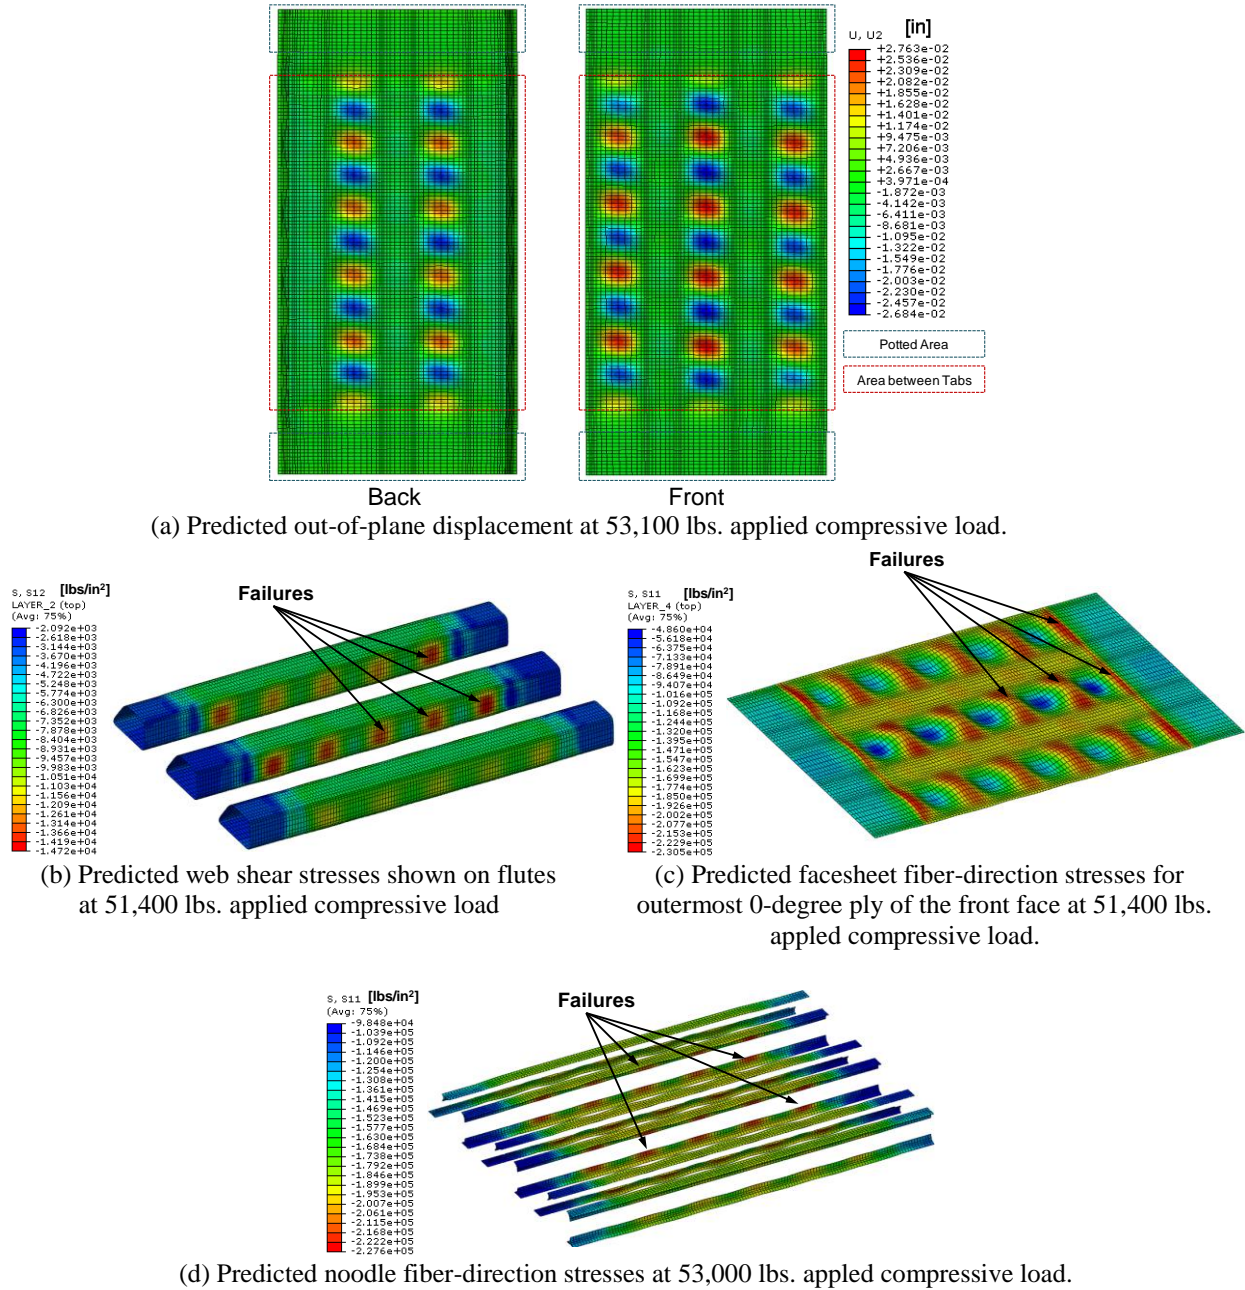 U, U2 [in]
+2.763e-02
+2.536e-02
+2.309e-02
+2.082e-02
+1.855e-02
+1.628e-02
+1.401e-02
+1.174e-02
+9.475e-03
+7.206e-03
+4.936e-03
+2.667e-03
+3.971e-04
-1.872e-03
-4.142e-03
-6.411e-03
-8.681e-03
-1.095e-02
-1.322e-02
-1.549e-02
-1.776e-02
-2.003e-02
-2.230e-02
-2.457e-02
-2.684e-02
Potted Area
Area between Tabs
Back
Front
(a) Predicted out-of-plane displacement at 53,100 lbs. applied compressive load.
S, S12 [lbs/in²]
LAYER_2 (top)
(Avg: 75%)
-2.092e+03
-2.618e+03
-3.144e+03
-3.670e+03
-4.196e+03
-4.722e+03
-5.248e+03
-5.774e+03
-6.300e+03
-6.826e+03
-7.352e+03
-7.878e+03
-8.404e+03
-8.931e+03
-9.457e+03
-9.983e+03
-1.051e+04
-1.103e+04
-1.156e+04
-1.209e+04
-1.261e+04
-1.314e+04
-1.366e+04
-1.419e+04
-1.472e+04
Failures
(b) Predicted web shear stresses shown on flutes
at 51,400 lbs. applied compressive load
S, S11 [lbs/in²]
LAYER_4 (top)
(Avg: 75%)
-4.860e+04
-5.618e+04
-6.375e+04
-7.133e+04
-7.891e+04
-8.649e+04
-9.407e+04
-1.016e+05
-1.092e+05
-1.168e+05
-1.244e+05
-1.320e+05
-1.395e+05
-1.471e+05
-1.547e+05
-1.623e+05
-1.699e+05
-1.774e+05
-1.850e+05
-1.926e+05
-2.002e+05
-2.077e+05
-2.153e+05
-2.229e+05
-2.305e+05
Failures
(c) Predicted facesheet fiber-direction stresses for
outermost 0-degree ply of the front face at 51,400 lbs.
appled compressive load.
S, S11 [lbs/in²]
(Avg: 75%)
-9.848e+04
-1.039e+05
-1.092e+05
-1.146e+05
-1.200e+05
-1.254e+05
-1.308e+05
-1.361e+05
-1.415e+05
-1.469e+05
-1.523e+05
-1.577e+05
-1.630e+05
-1.684e+05
-1.738e+05
-1.792e+05
-1.846e+05
-1.899e+05
-1.953e+05
-2.007e+05
-2.061e+05
-2.115e+05
-2.168e+05
-2.222e+05
-2.276e+05
Failures
(d) Predicted noodle fiber-direction stresses at 53,000 lbs. appled compressive load.